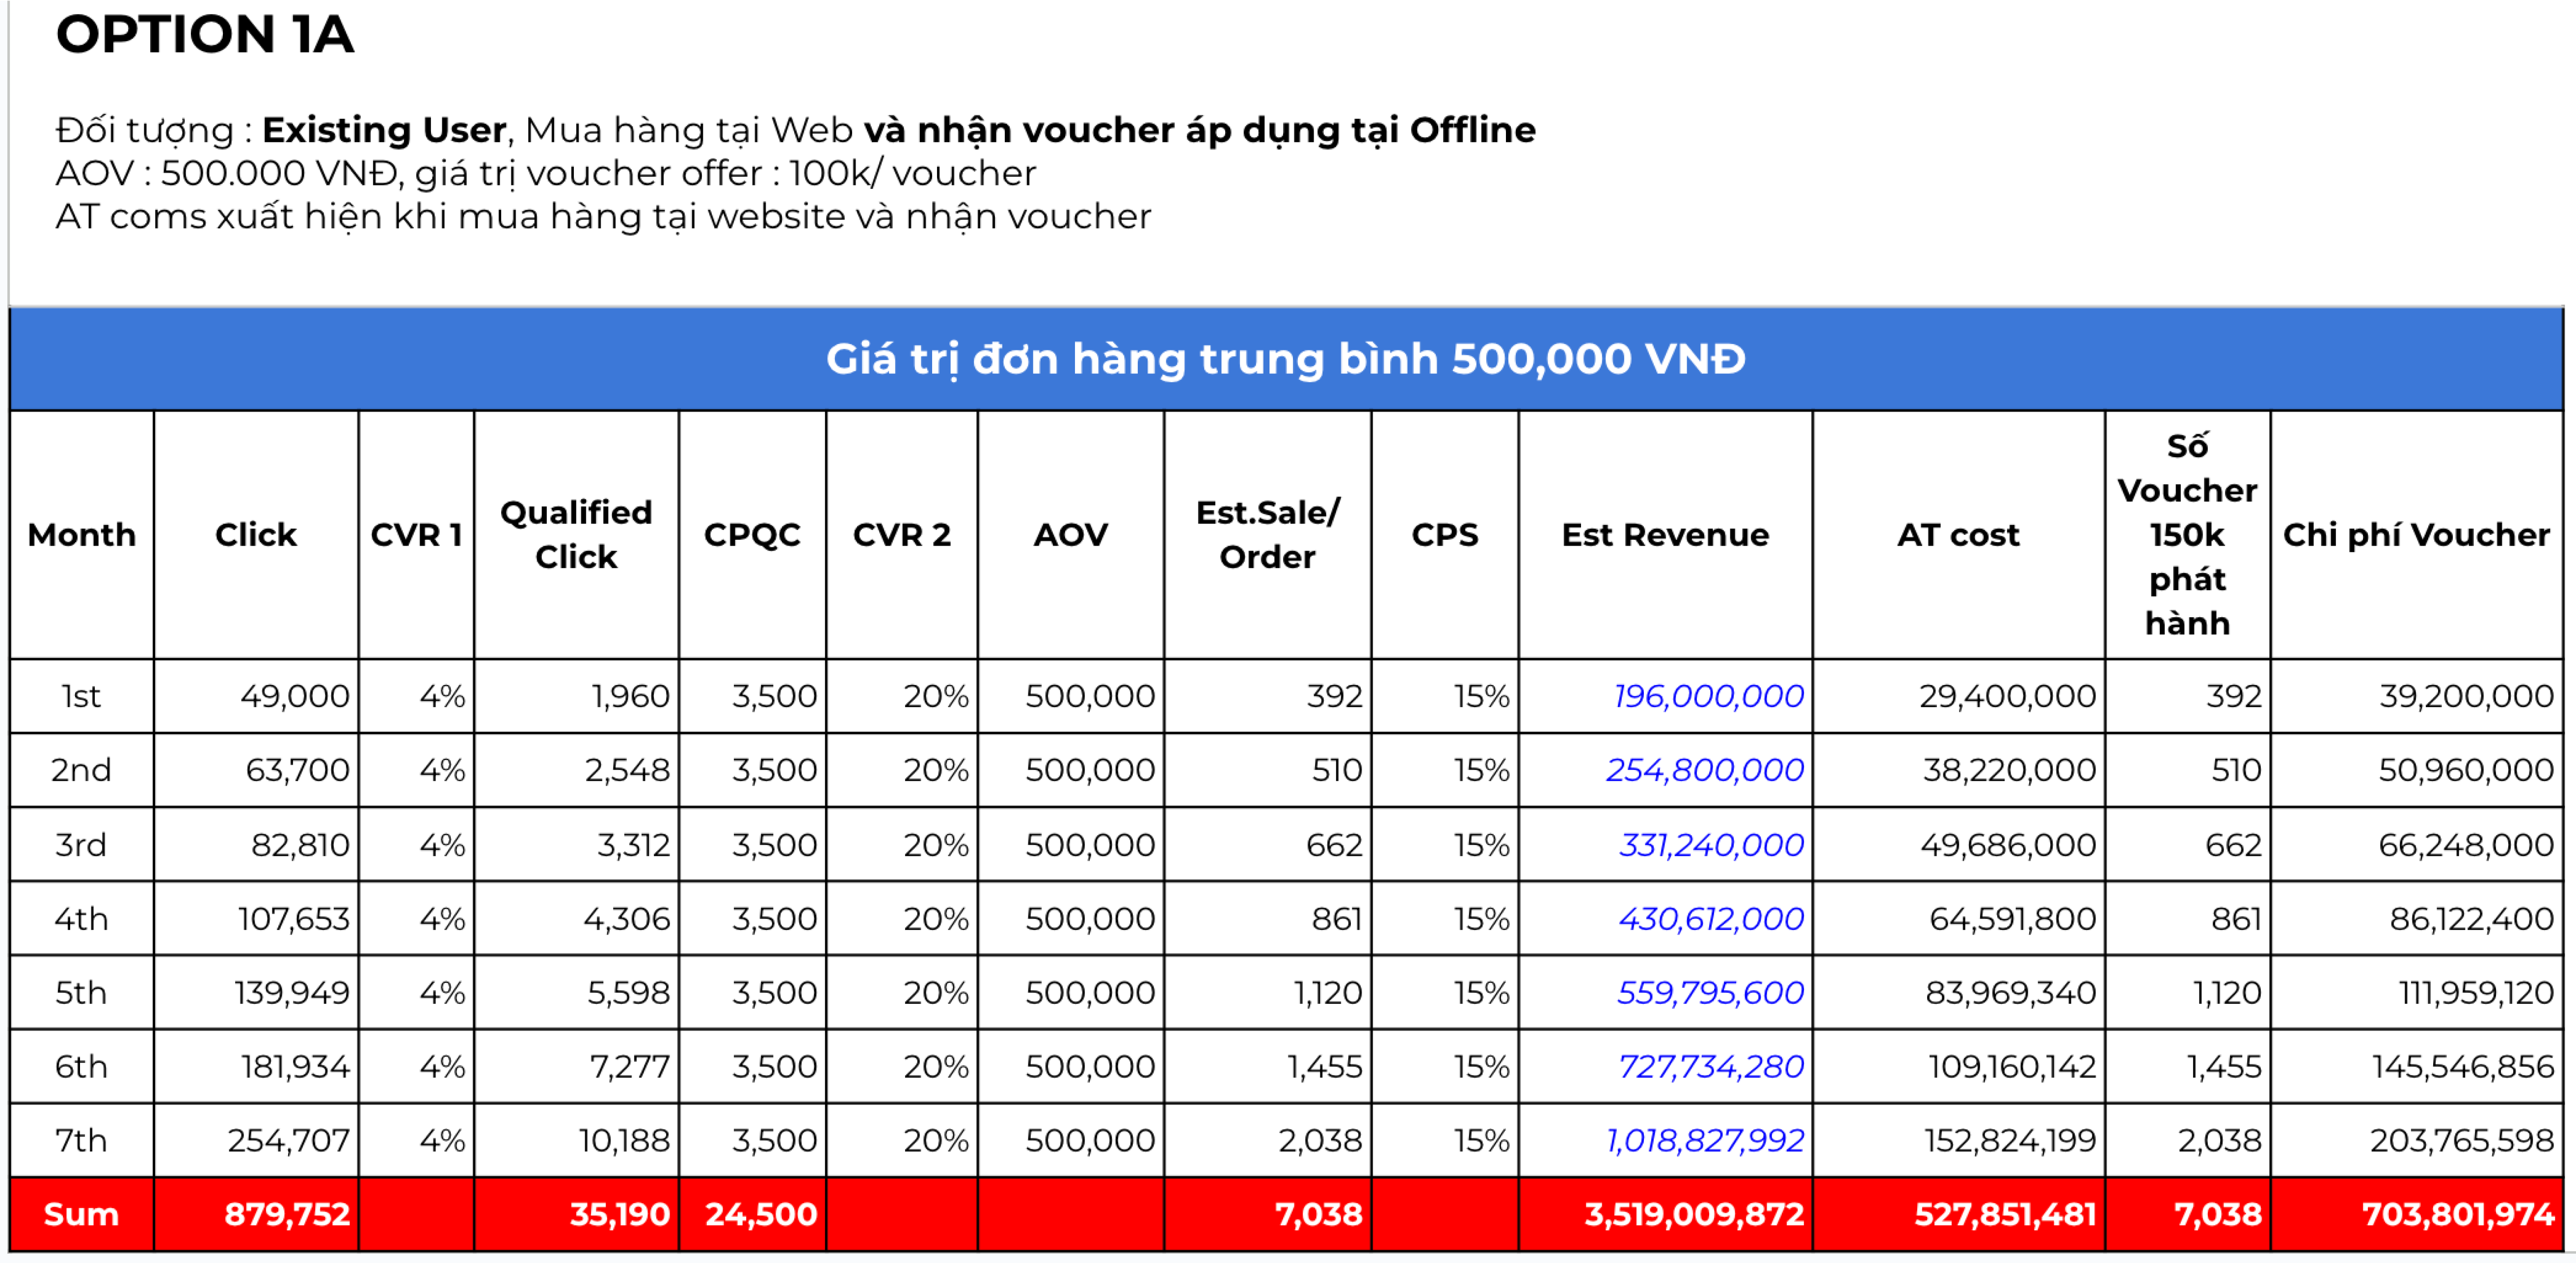 OPTION 1A
Đối tượng : Existing User, Mua hàng tại Web và nhận voucher áp dụng tại Offline
AOV : 500.000 VNĐ, giá trị voucher offer : 100k/ voucher
AT coms xuất hiện khi mua hàng tại website và nhận voucher
Giá trị đơn hàng trung bình 500,000 VNĐ
Month Click CVR 1 Qualified Click CPQC CVR 2 AOV Est.Sale/ Order CPS Est Revenue AT cost Số Voucher 150k phát hành Chi phí Voucher
1st 49,000 4% 1,960 3,500 20% 500,000 392 15% 196,000,000 29,400,000 392 39,200,000
2nd 63,700 4% 2,548 3,500 20% 500,000 510 15% 254,800,000 38,220,000 510 50,960,000
3rd 82,810 4% 3,312 3,500 20% 500,000 662 15% 331,240,000 49,686,000 662 66,248,000
4th 107,653 4% 4,306 3,500 20% 500,000 861 15% 430,612,000 64,591,800 861 86,122,400
5th 139,949 4% 5,598 3,500 20% 500,000 1,120 15% 559,795,600 83,969,340 1,120 111,959,120
6th 181,934 4% 7,277 3,500 20% 500,000 1,455 15% 727,734,280 109,160,142 1,455 145,546,856
7th 254,707 4% 10,188 3,500 20% 500,000 2,038 15% 1,018,827,992 152,824,199 2,038 203,765,598
Sum 879,752 35,190 24,500 7,038 3,519,009,872 527,851,481 7,038 703,801,974